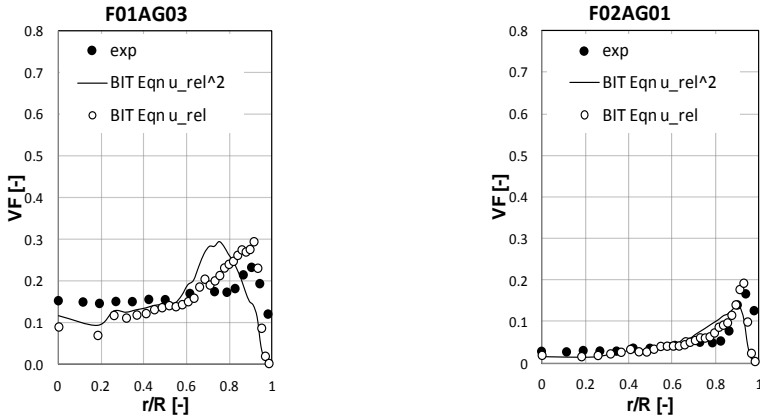 F01AG03
0.8
0.7
0.6
0.5
0.4
0.3
0.2
0.1
0.0
VF [-]
exp
BIT Eqn u_rel^2
BIT Eqn u_rel
0 0.2 0.4 0.6 0.8 1
r/R [-]
F02AG01
0.8
0.7
0.6
0.5
0.4
0.3
0.2
0.1
0.0
VF [-]
exp
BIT Eqn u_rel^2
BIT Eqn u_rel
0 0.2 0.4 0.6 0.8 1
r/R [-]